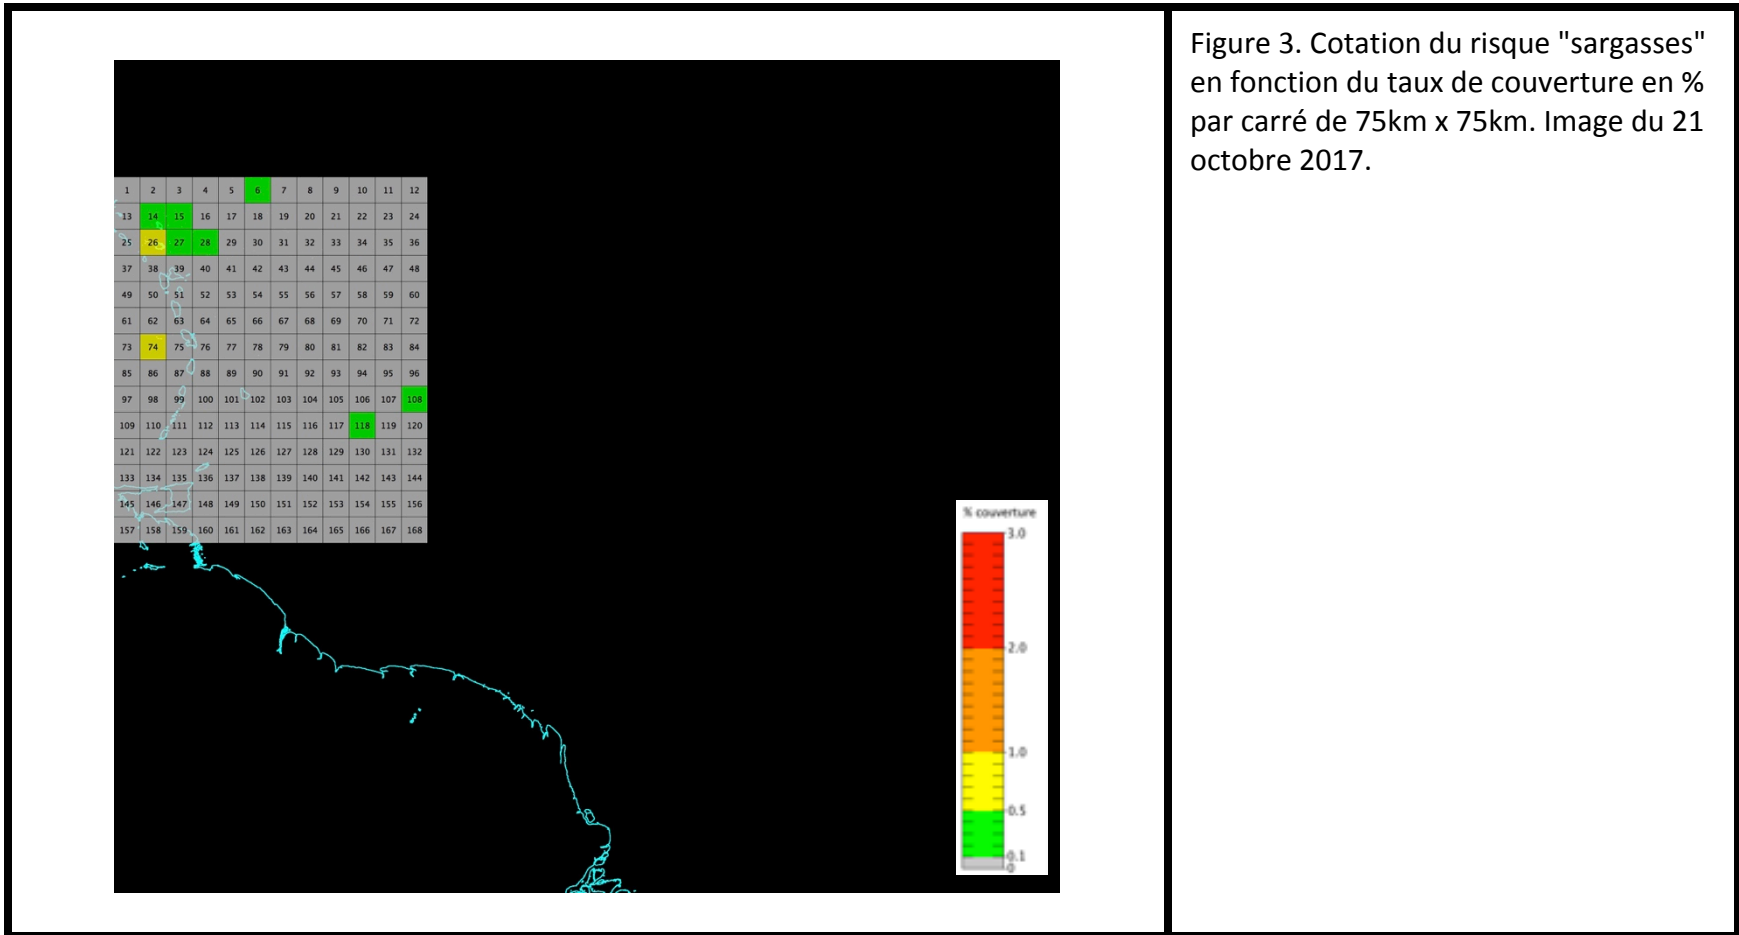 1 2 3 4 5 6 7 8 9 10 11 12
13 14 15 16 17 18 19 20 21 22 23 24
25 26 27 28 29 30 31 32 33 34 35 36
37 38 39 40 41 42 43 44 45 46 47 48
49 50 51 52 53 54 55 56 57 58 59 60
61 62 63 64 65 66 67 68 69 70 71 72
73 74 75 76 77 78 79 80 81 82 83 84
85 86 87 88 89 90 91 92 93 94 95 96
97 98 99 100 101 102 103 104 105 106 107 108
109 110 111 112 113 114 115 116 117 118 119 120
121 122 123 124 125 126 127 128 129 130 131 132
133 134 135 136 137 138 139 140 141 142 143 144
145 146 147 148 149 150 151 152 153 154 155 156
157 158 159 160 161 162 163 164 165 166 167 168
% couverture
3.0
2.0
1.0
0.5
0.1
0
Figure 3. Cotation du risque "sargasses"
en fonction du taux de couverture en %
par carré de 75km x 75km. Image du 21
octobre 2017.